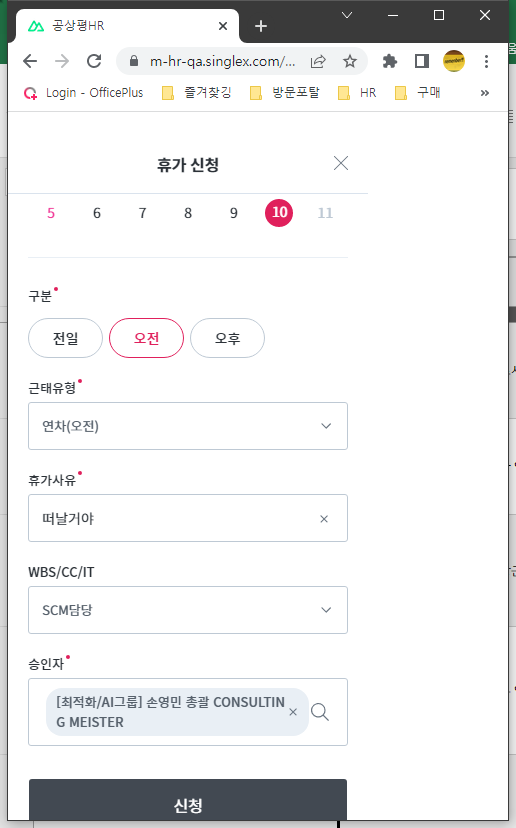 공상평HR
m-hr-qa.singlex.com/...
Login - OfficePlus 즐겨찾깅 방문포탈 HR 구매 »
휴가 신청
5 6 7 8 9 10 11
구분
전일 오전 오후
근태유형
연차(오전)
휴가사유
떠날거야
WBS/CC/IT
SCM담당
승인자
[최적화/AI그룹] 손영민 총괄 CONSULTIN
G MEISTER
신청